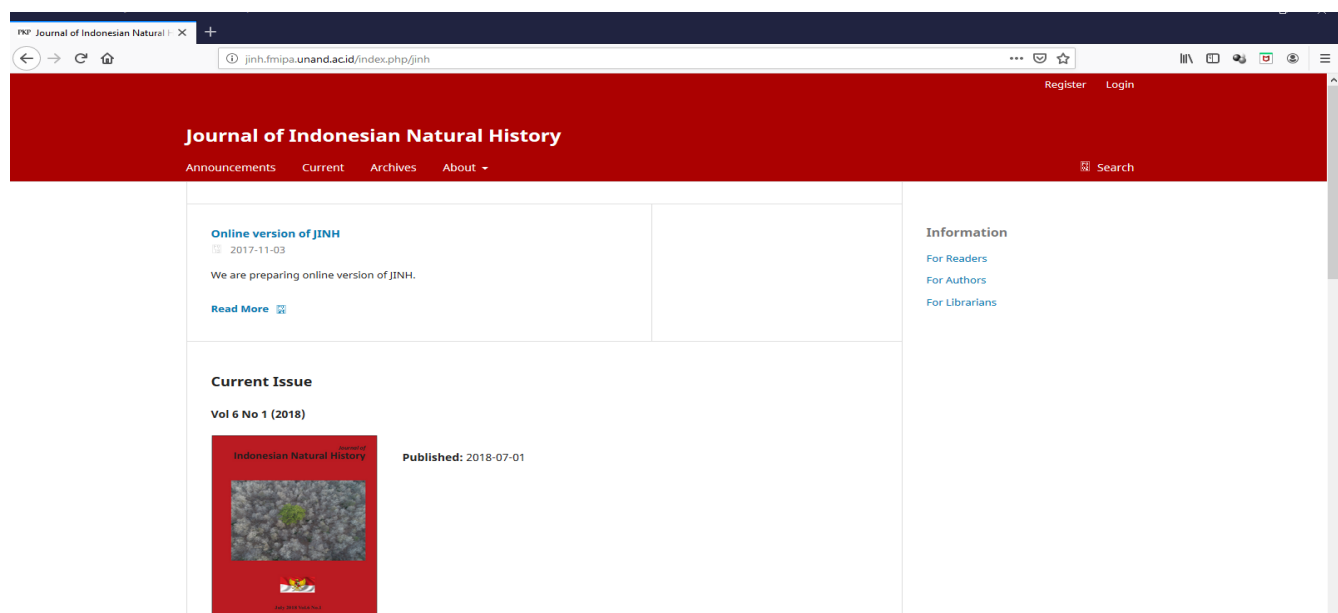 PKP Journal of Indonesian Natural H
jinh.fmipa.unand.ac.id/index.php/jinh
Register Login
Journal of Indonesian Natural History
Announcements Current Archives About
Search
Online version of JINH
2017-11-03
We are preparing online version of JINH.
Read More
Information
For Readers
For Authors
For Librarians
Current Issue
Vol 6 No 1 (2018)
Journal of
Indonesian Natural History
Published: 2018-07-01